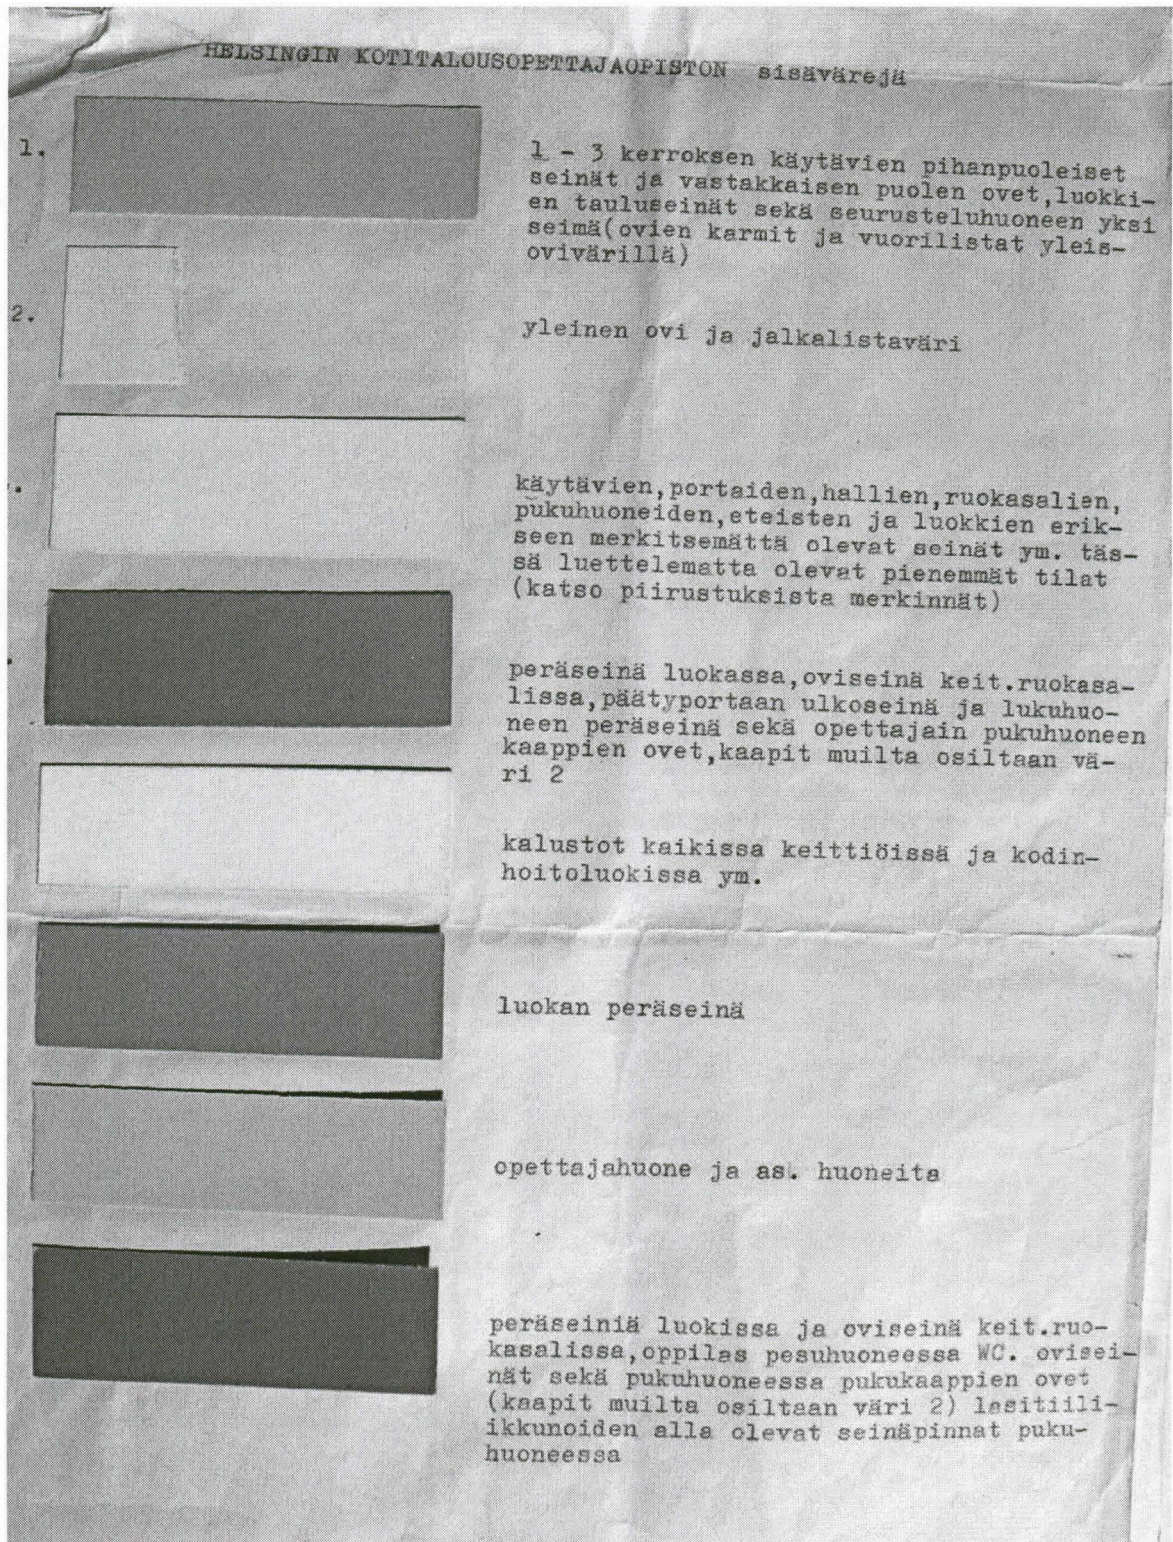 HELSINGIN KOTITALOUSOPETTAJAOPISTON sisävärejä
1.
1 - 3 kerroksen käytävien pihanpuoleiset
seinät ja vastakkaisen puolen ovet,luokki-
en tauluseinät sekä seurusteluhuoneen yksi
seimä(ovien karmit ja vuorilistat yleis-
ovivärillä)
2.
yleinen ovi ja jalkalistaväri
käytävien,portaiden,hallien,ruokasalien,
pukuhuoneiden,eteisten ja luokkien erik-
seen merkitsemättä olevat seinät ym. täs-
sä luettelematta olevat pienemmät tilat
(katso piirustuksista merkinnät)
peräseinä luokassa,oviseinä keit.ruokasa-
lissa,päätyportaan ulkoseinä ja lukuhuo-
neen peräseinä sekä opettajain pukuhuoneen
kaappien ovet,kaapit muilta osiltaan vä-
ri 2
kalustot kaikissa keittiöissä ja kodin-
hoitoluokissa ym.
luokan peräseinä
opettajahuone ja as. huoneita
peräseiniä luokissa ja oviseinä keit.ruo-
kasalissa,oppilas pesuhuoneessa WC. ovisei-
nät sekä pukuhuoneessa pukukaappien ovet
(kaapit muilta osiltaan väri 2) lasitiili-
ikkunoiden alla olevat seinäpinnat puku-
huoneessa